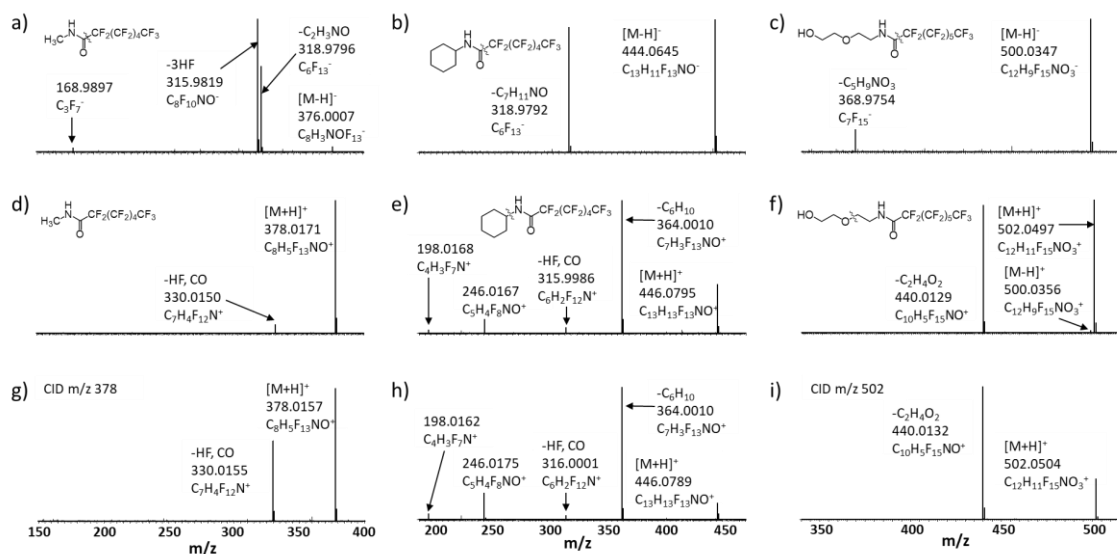 a)
H
N
H₃C
CF₂(CF₂)₄CF₃
O
168.9897
C₃F₇⁻
-3HF
315.9819
C₈F₁₀NO⁻
-C₂H₃NO
318.9796
C₆F₁₃⁻
[M-H]⁻
376.0007
C₈H₃NOF₁₃⁻
b)
H
N
CF₂(CF₂)₄CF₃
O
-C₇H₁₁NO
318.9792
C₆F₁₃⁻
[M-H]⁻
444.0645
C₁₃H₁₁F₁₃NO⁻
c)
HO
O
H
N
CF₂(CF₂)₅CF₃
O
-C₅H₉NO₃
368.9754
C₇F₁₅⁻
[M-H]⁻
500.0347
C₁₂H₉F₁₅NO₃⁻
d)
H
N
H₃C
CF₂(CF₂)₄CF₃
O
[M+H]⁺
378.0171
C₈H₅F₁₃NO⁺
-HF, CO
330.0150
C₇H₄F₁₂N⁺
e)
H
N
CF₂(CF₂)₄CF₃
O
198.0168
C₄H₃F₇N⁺
246.0167
C₅H₄F₈NO⁺
-HF, CO
315.9986
C₆H₂F₁₂N⁺
-C₆H₁₀
364.0010
C₇H₃F₁₃NO⁺
[M+H]⁺
446.0795
C₁₃H₁₃F₁₃NO⁺
f)
HO
O
H
N
CF₂(CF₂)₅CF₃
O
-C₂H₄O₂
440.0129
C₁₀H₅F₁₅NO⁺
[M+H]⁺
502.0497
C₁₂H₁₁F₁₅NO₃⁺
[M-H]⁺
500.0356
C₁₂H₉F₁₅NO₃⁺
g)
CID m/z 378
[M+H]⁺
378.0157
C₈H₅F₁₃NO⁺
-HF, CO
330.0155
C₇H₄F₁₂N⁺
150 200 250 300 350 400
m/z
h)
198.0162
C₄H₃F₇N⁺
246.0175
C₅H₄F₈NO⁺
-HF, CO
316.0001
C₆H₂F₁₂N⁺
-C₆H₁₀
364.0010
C₇H₃F₁₃NO⁺
[M+H]⁺
446.0789
C₁₃H₁₃F₁₃NO⁺
200 250 300 350 400 450
m/z
i)
CID m/z 502
-C₂H₄O₂
440.0132
C₁₀H₅F₁₅NO⁺
[M+H]⁺
502.0504
C₁₂H₁₁F₁₅NO₃⁺
350 400 450 500
m/z